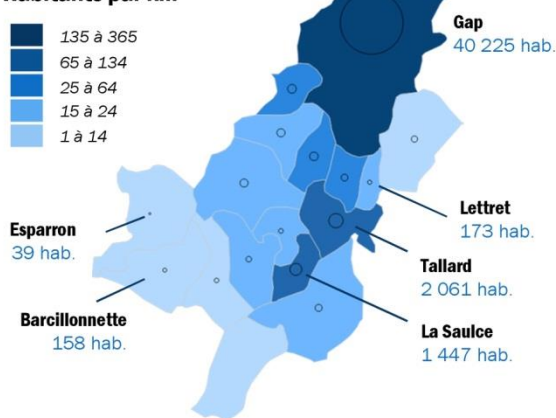 135 à 365
65 à 134
25 à 64
15 à 24
1 à 14
Gap
40 225 hab.
Lettret
173 hab.
Tallard
2 061 hab.
La Saulce
1 447 hab.
Esparron
39 hab.
Barcillonnette
158 hab.